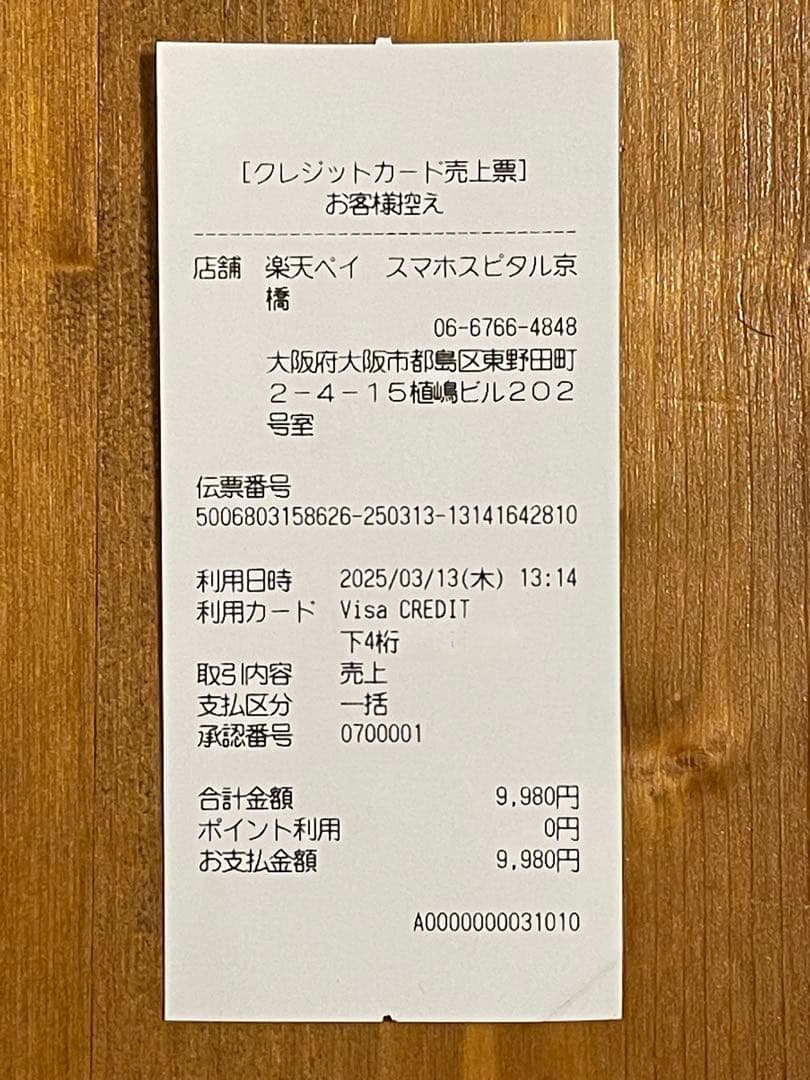 [クレジットカード売上票]
お客様控え
店舗 楽天ペイ スマホスピタル京
橋
06-6766-4848
大阪府大阪市都島区東野田町
2-4-15植嶋ビル202
号室
伝票番号
5006803158626-250313-13141642810
利用日時 2025/03/13(木) 13:14
利用カード Visa CREDIT
下4桁
取引内容 売上
支払区分 一括
承認番号 0700001
合計金額 9,980円
ポイント利用 0円
お支払金額 9,980円
A0000000031010